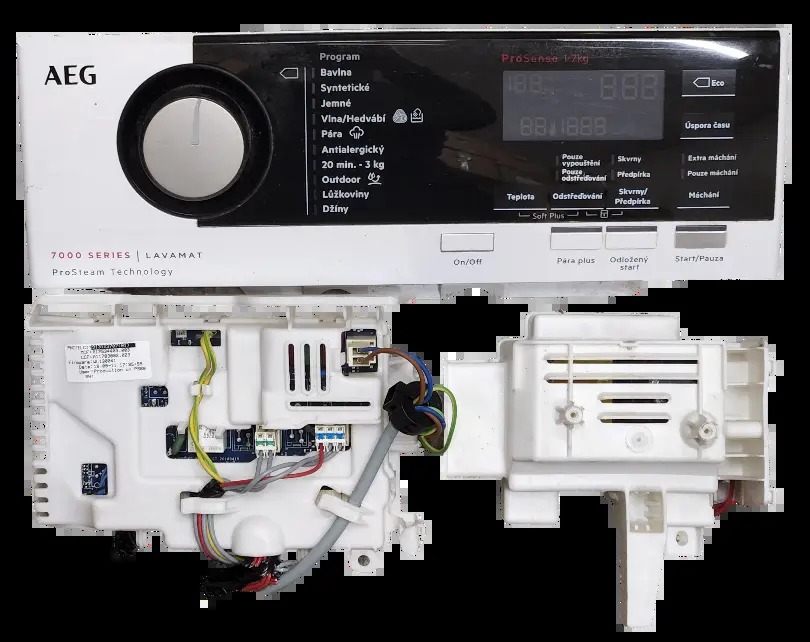 AEG
Program
Bavlna
Syntetické
Jemné
Vlna/Hedvábí
Pára
Antialergický
20 min. - 3 kg
Outdoor
Lůžkoviny
Džíny
ProSense 1-7kg
Eco
Úspora času
Pouze vypouštění
Pouze odstřeďování
Skvrny
Předpírka
Extra máchání
Pouze máchání
Teplota
Odstřeďování
Skvrny/
Předpírka
Máchání
Soft Plus
7000 SERIES | LAVAMAT
ProSteam Technology
On/Off
Pára plus
Odložený
start
Start/Pauza